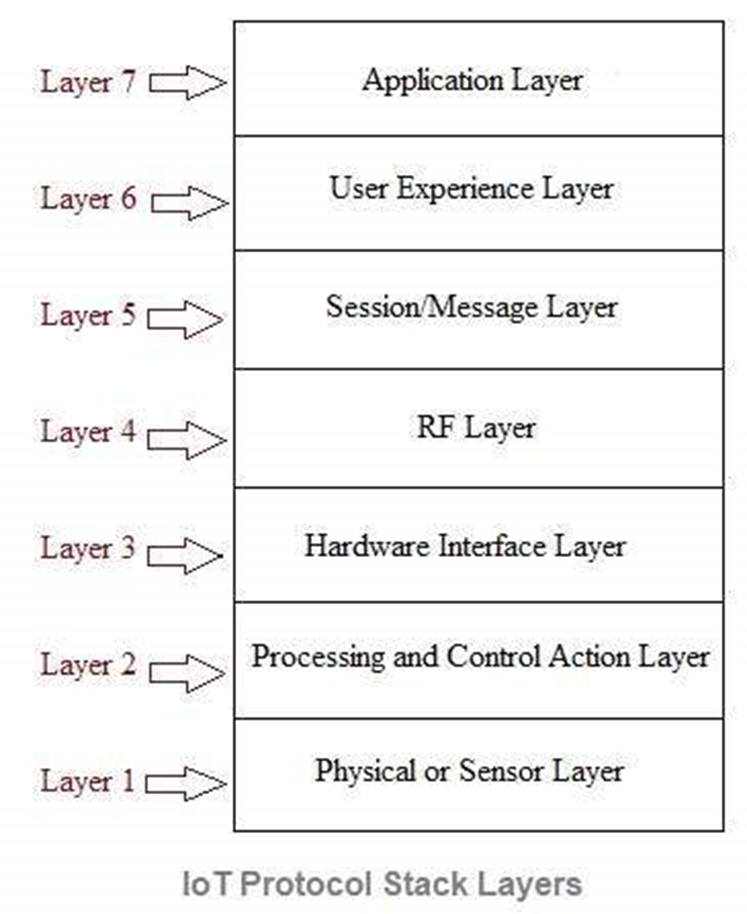 Layer 7 Application Layer
Layer 6 User Experience Layer
Layer 5 Session/Message Layer
Layer 4 RF Layer
Layer 3 Hardware Interface Layer
Layer 2 Processing and Control Action Layer
Layer 1 Physical or Sensor Layer
IoT Protocol Stack Layers